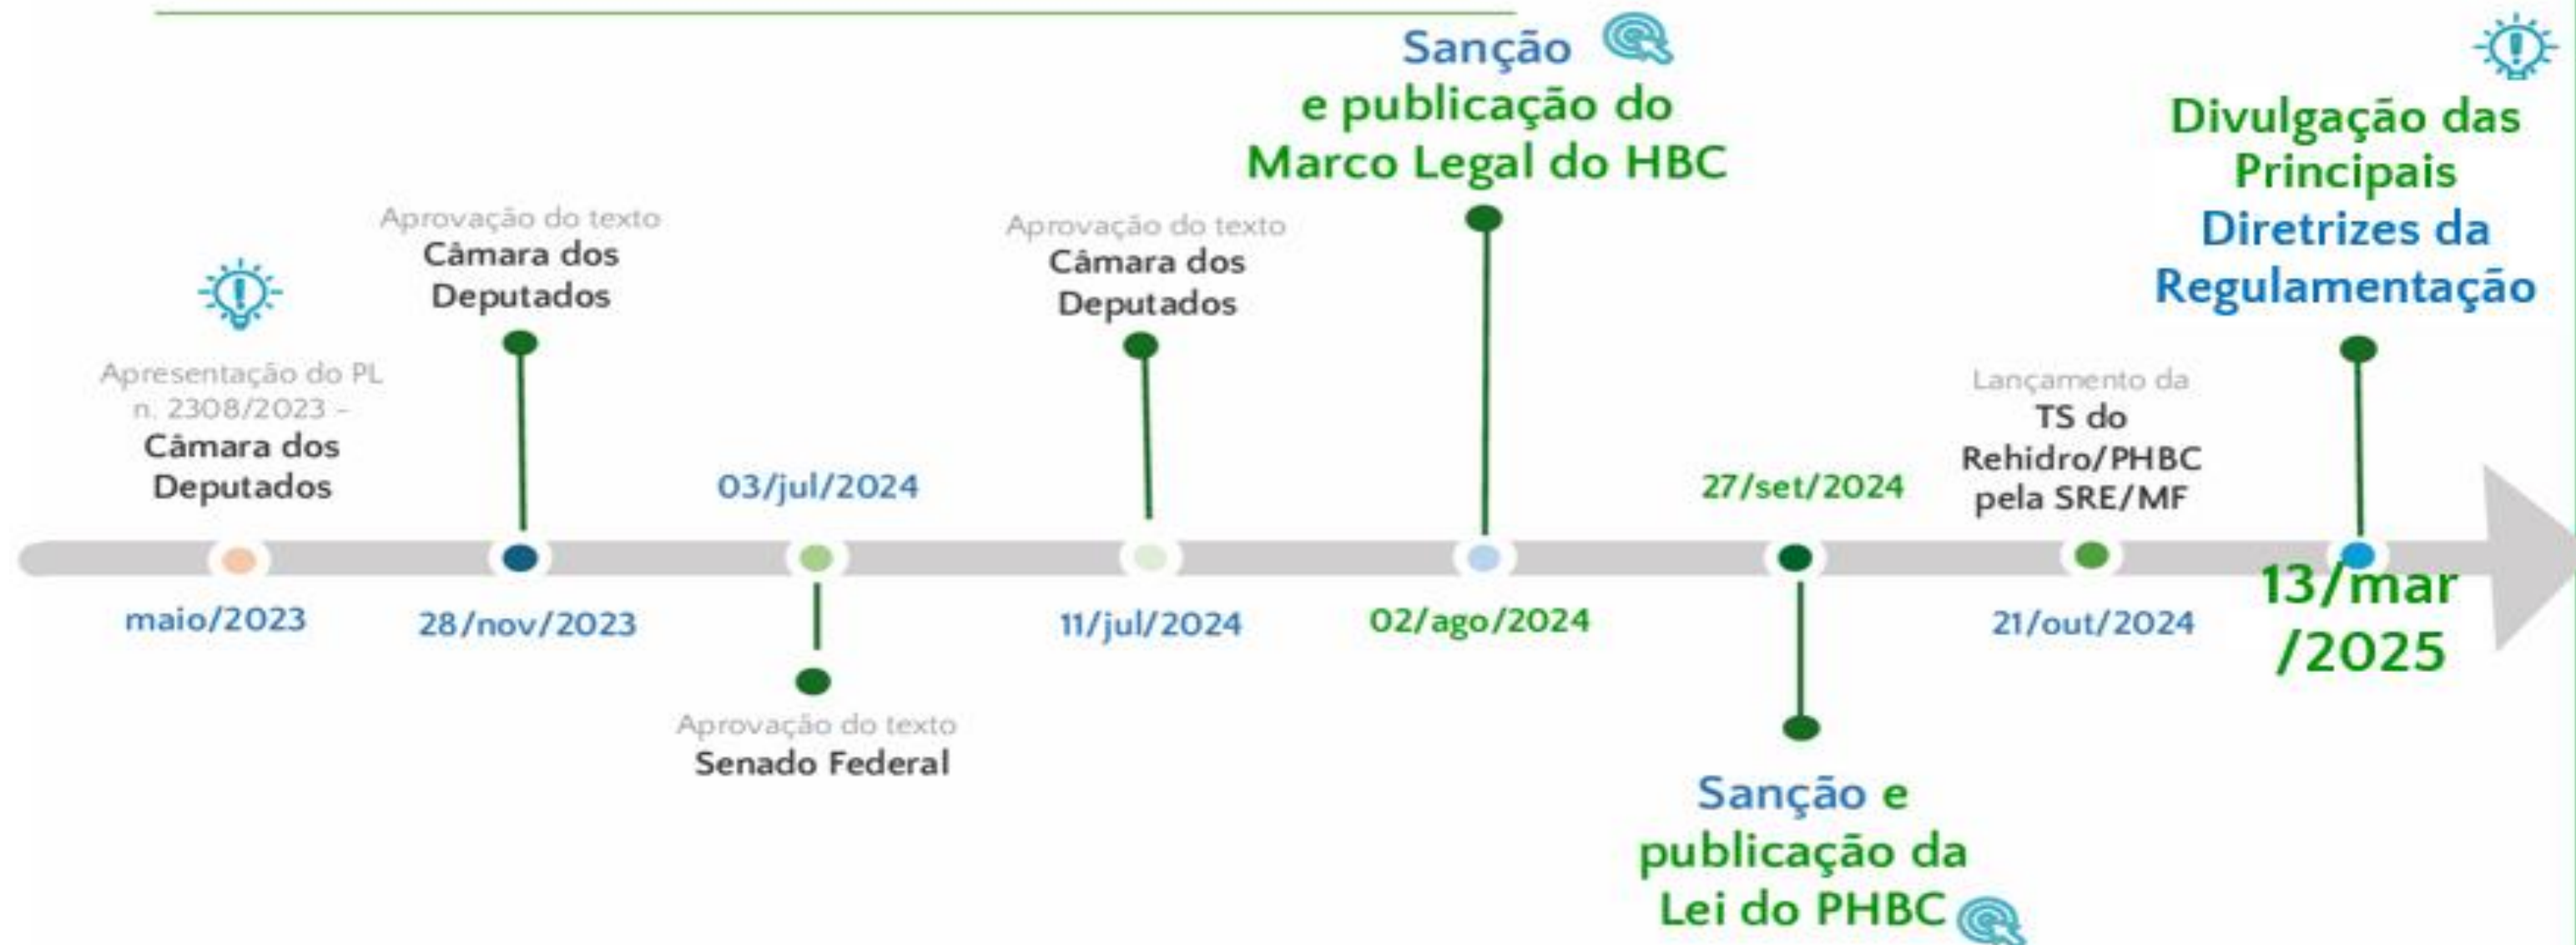 Apresentação do PL
n. 2308/2023 -
Câmara dos
Deputados
maio/2023
Aprovação do texto
Câmara dos
Deputados
28/nov/2023
03/jul/2024
Aprovação do texto
Senado Federal
Aprovação do texto
Câmara dos
Deputados
11/jul/2024
Sanção
e publicação do
Marco Legal do HBC
02/ago/2024
27/set/2024
Sanção e
publicação da
Lei do PHBC
Lançamento da
TS do
Rehidro/PHBC
pela SRE/MF
21/out/2024
Divulgação das
Principais
Diretrizes da
Regulamentação
13/mar
/2025